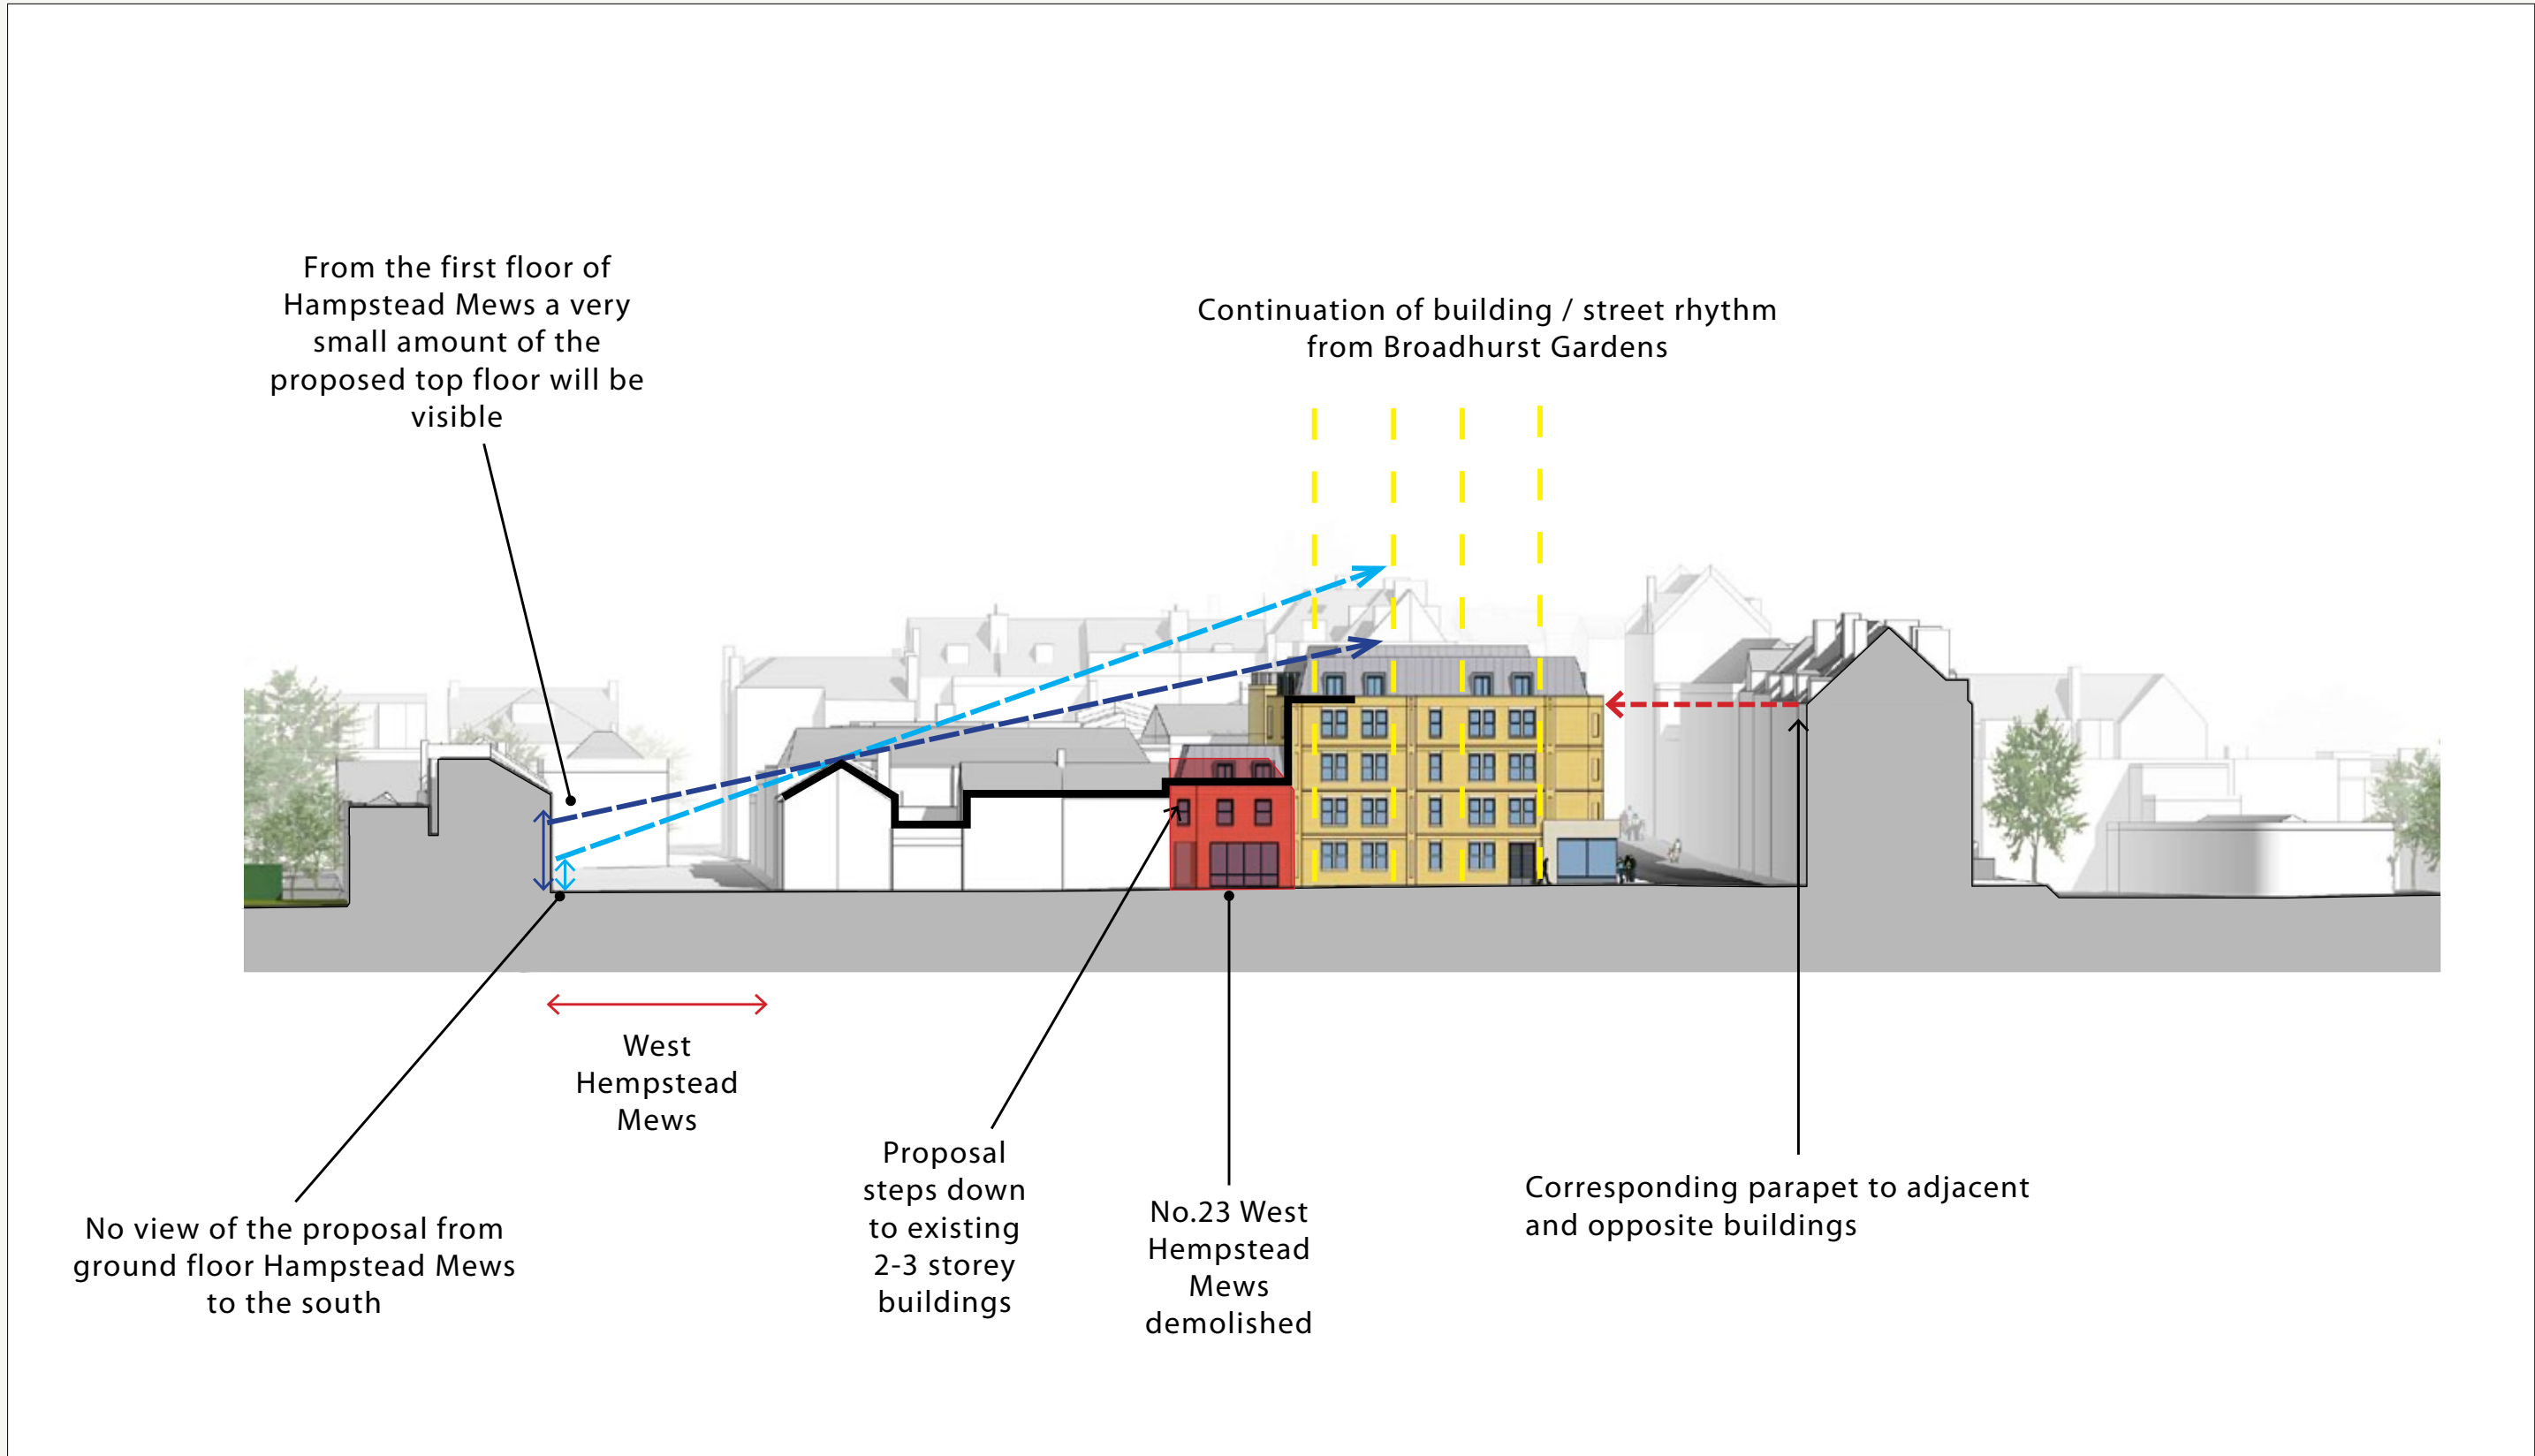 From the first floor of
Hampstead Mews a very
small amount of the
proposed top floor will be
visible
Continuation of building / street rhythm
from Broadhurst Gardens
West
Hempstead
Mews
No view of the proposal from
ground floor Hampstead Mews
to the south
Proposal
steps down
to existing
2-3 storey
buildings
No.23 West
Hempstead
Mews
demolished
Corresponding parapet to adjacent
and opposite buildings